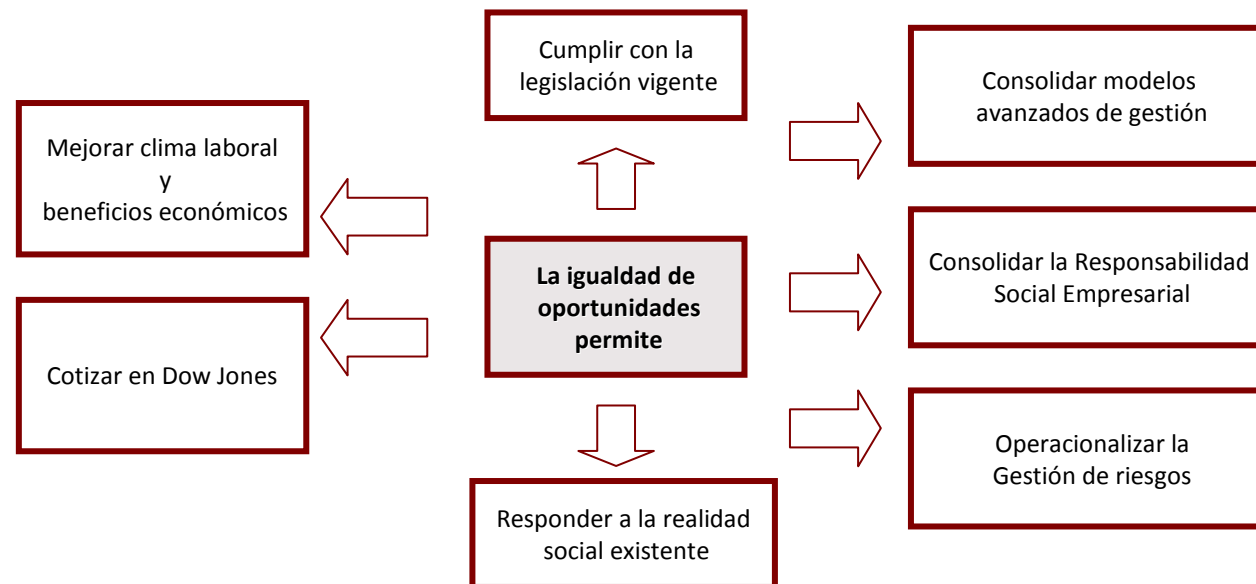 Cumplir con la
legislación vigente
Consolidar modelos
avanzados de gestión
Mejorar clima laboral
y
beneficios económicos
La igualdad de
oportunidades
permite
Consolidar la Responsabilidad
Social Empresarial
Cotizar en Dow Jones
Operacionalizar la
Gestión de riesgos
Responder a la realidad
social existente